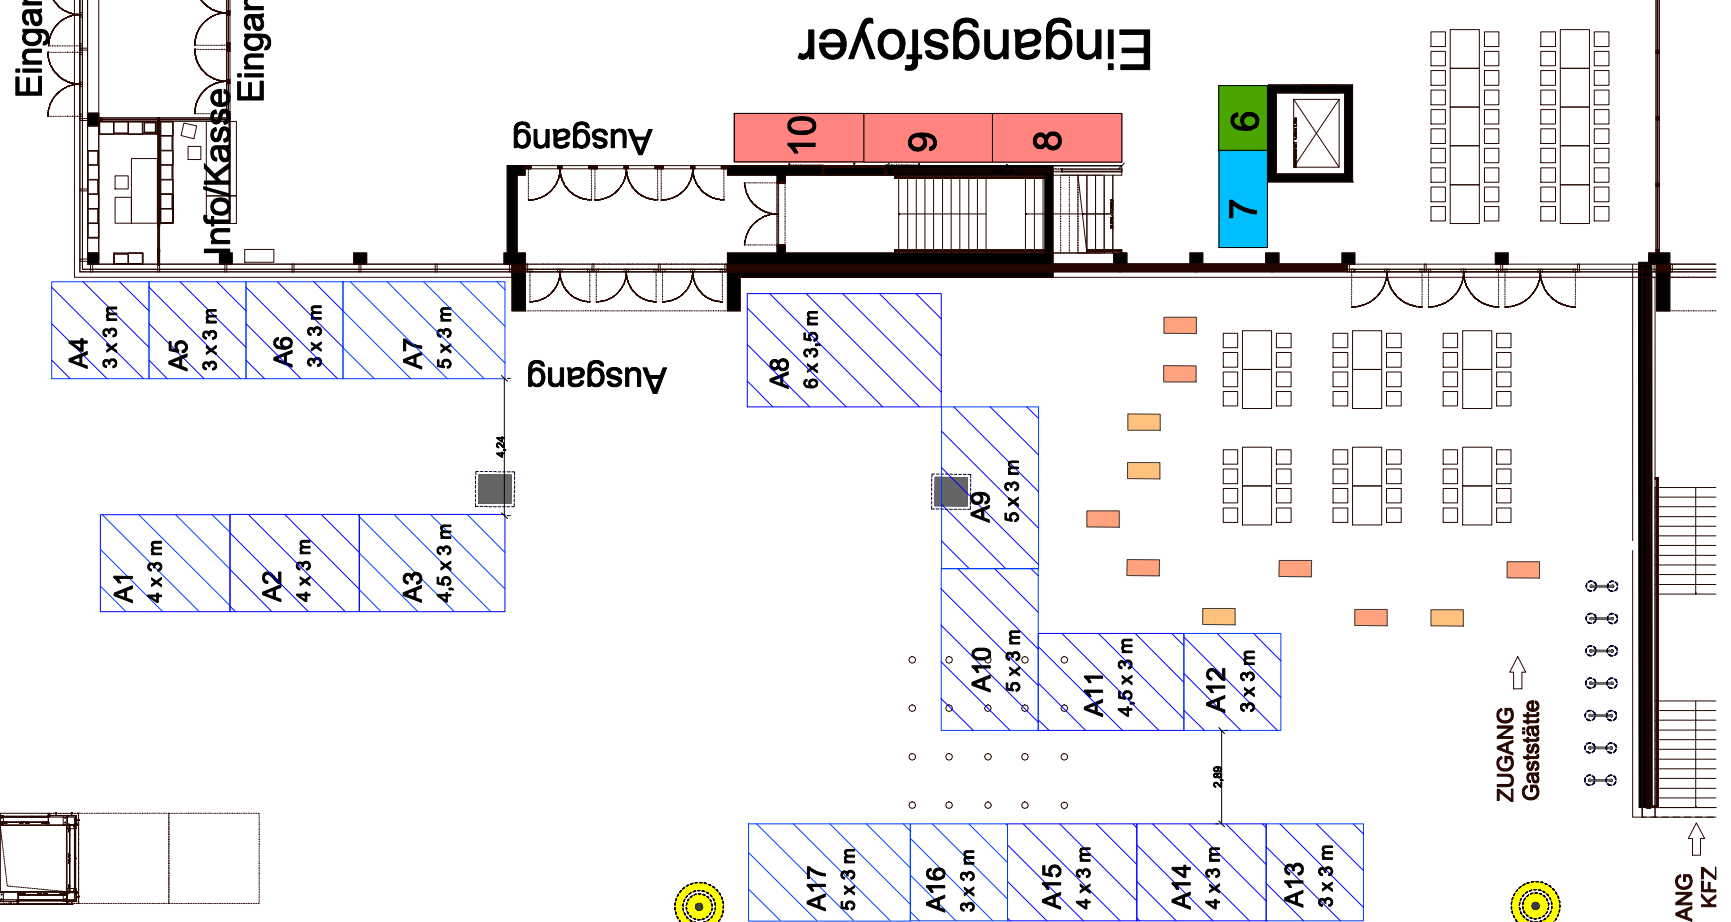 Eingan
Eingan
Info/Kasse
Eingangsfoyer
Ausgang
10
9
8
6
7
A4
3 x 3 m
A5
3 x 3 m
A6
3 x 3 m
A7
5 x 3 m
Ausgang
A8
6 x 3,5 m
4,24
A9
5 x 3 m
A1
4 x 3 m
A2
4 x 3 m
A3
4,5 x 3 m
A10
5 x 3 m
A11
4,5 x 3 m
A12
3 x 3 m
2,89
ZUGANG
Gaststätte
A17
5 x 3 m
A16
3 x 3 m
A15
4 x 3 m
A14
4 x 3 m
A13
3 x 3 m
ANG
KFZ